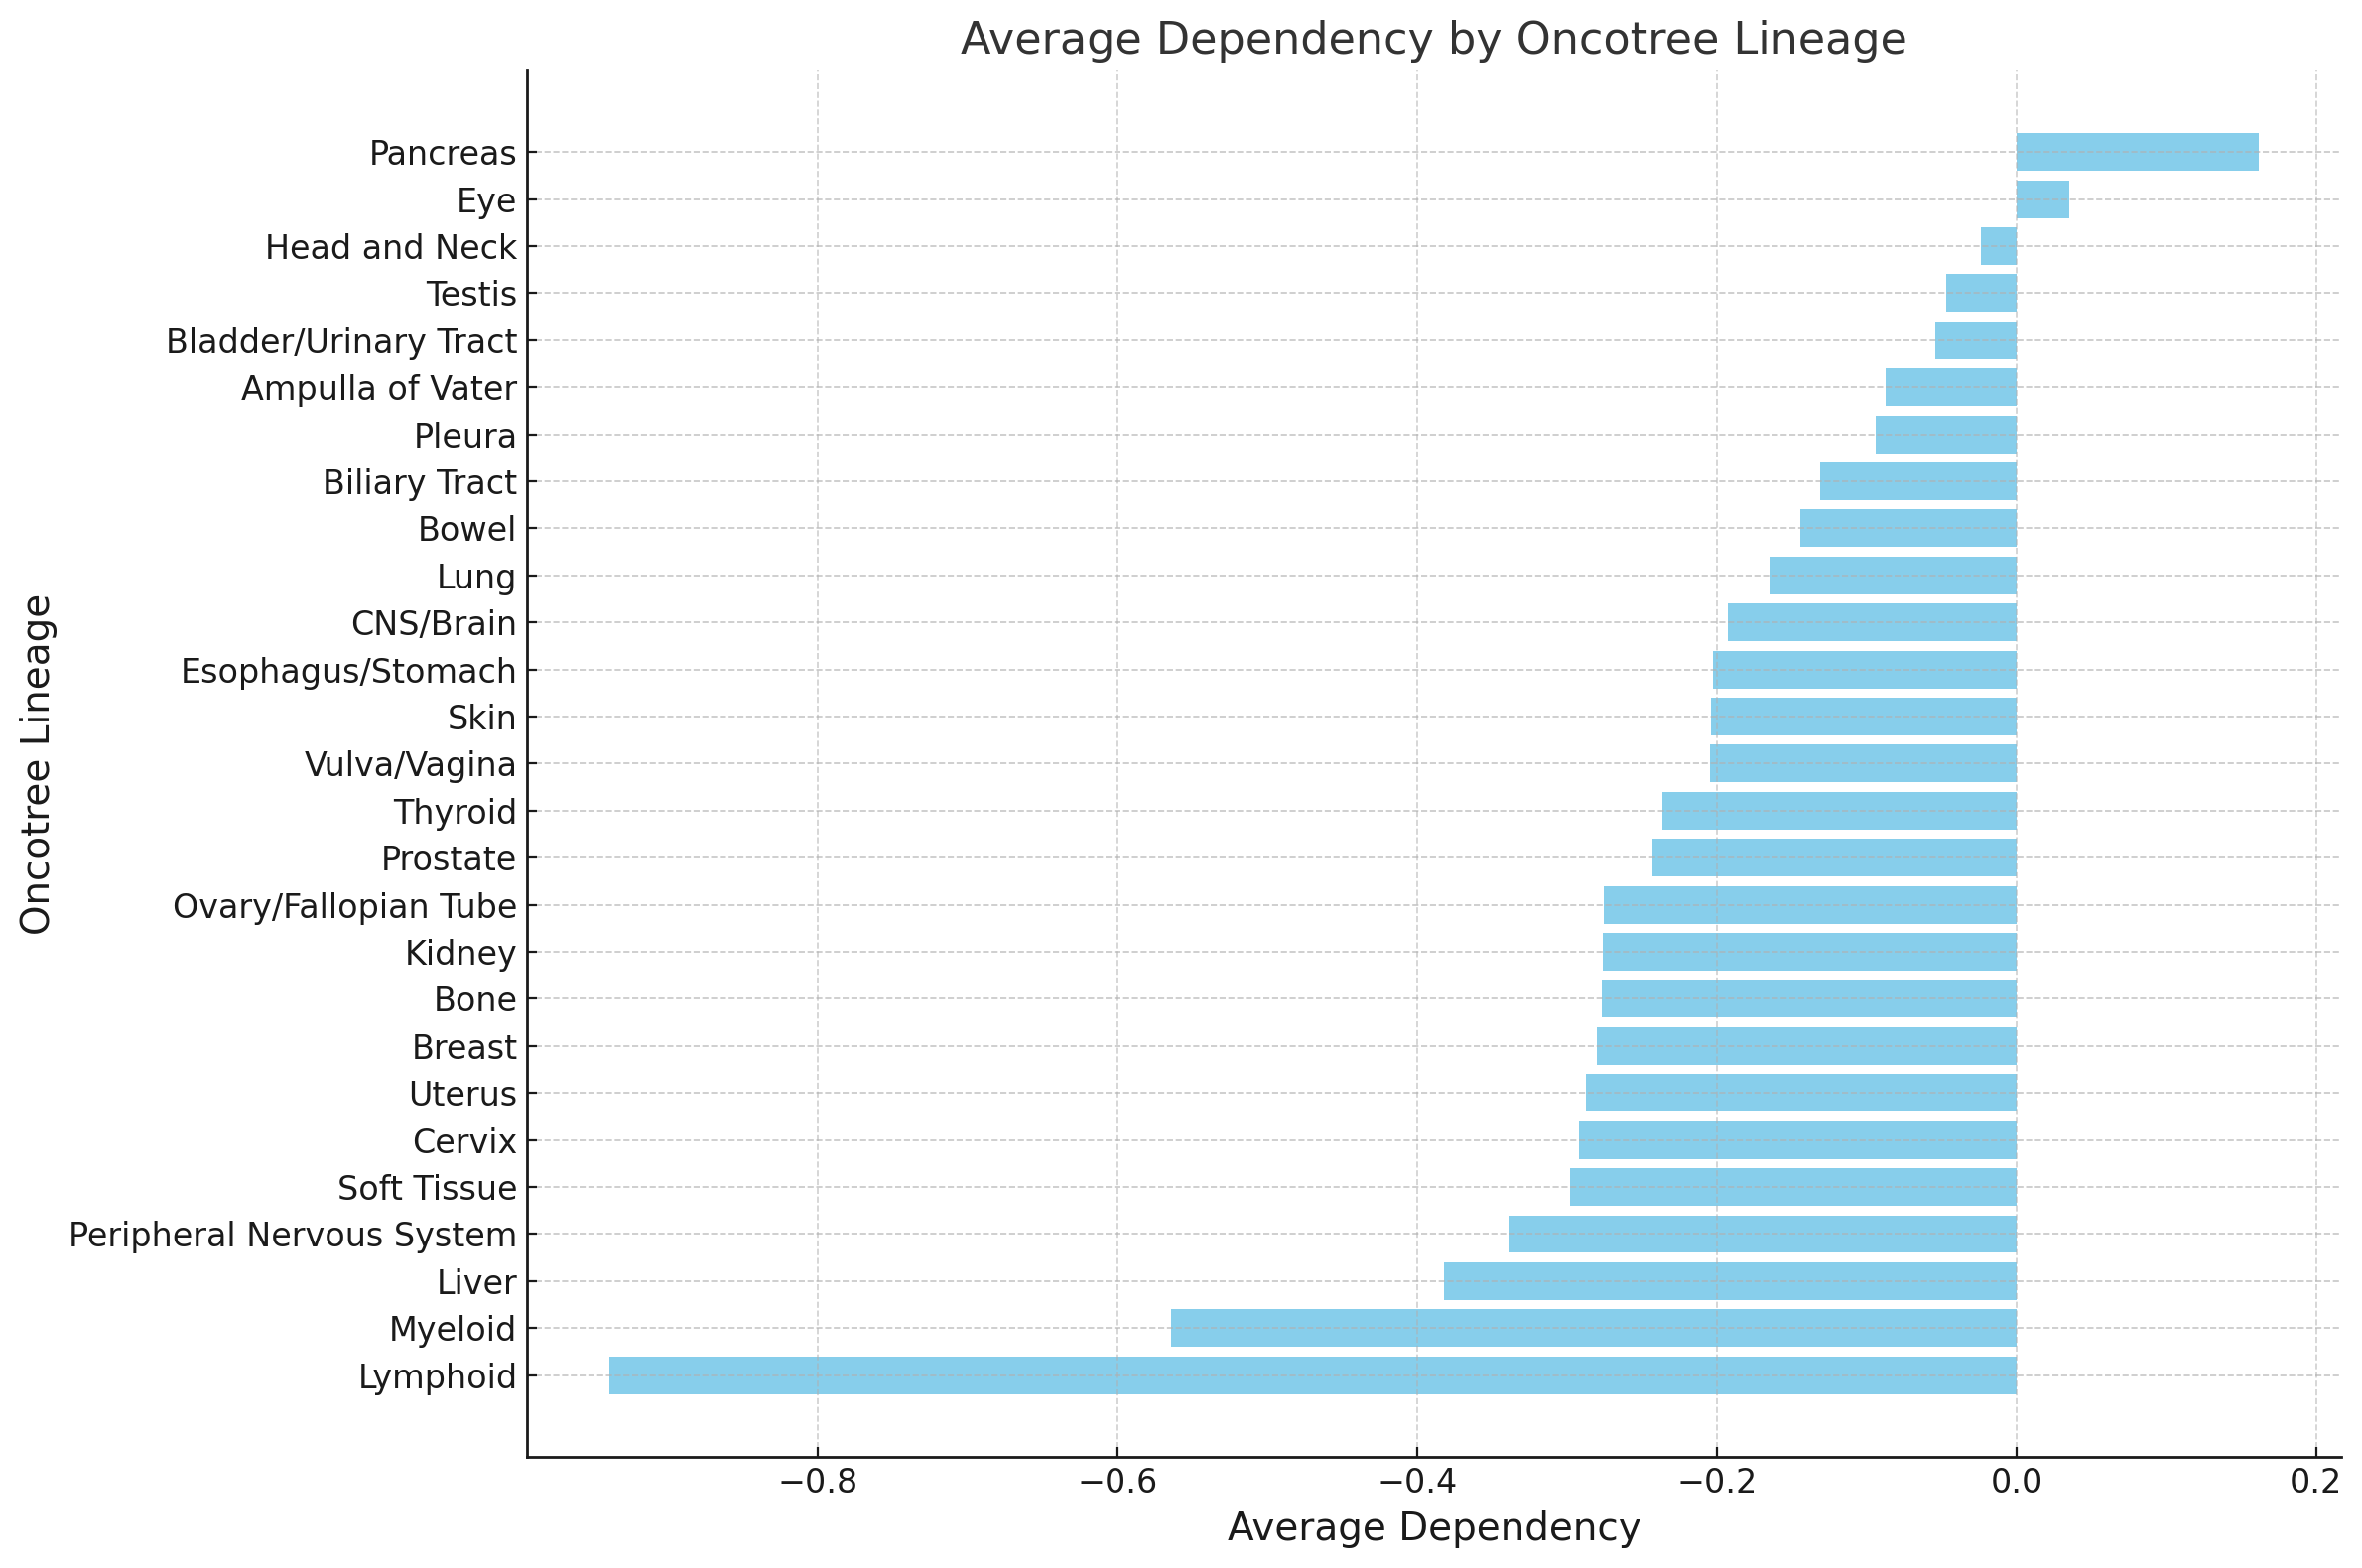 Average Dependency by Oncotree Lineage
Oncotree Lineage
Pancreas
Eye
Head and Neck
Testis
Bladder/Urinary Tract
Ampulla of Vater
Pleura
Biliary Tract
Bowel
Lung
CNS/Brain
Esophagus/Stomach
Skin
Vulva/Vagina
Thyroid
Prostate
Ovary/Fallopian Tube
Kidney
Bone
Breast
Uterus
Cervix
Soft Tissue
Peripheral Nervous System
Liver
Myeloid
Lymphoid
−0.8 −0.6 −0.4 −0.2 0.0 0.2
Average Dependency